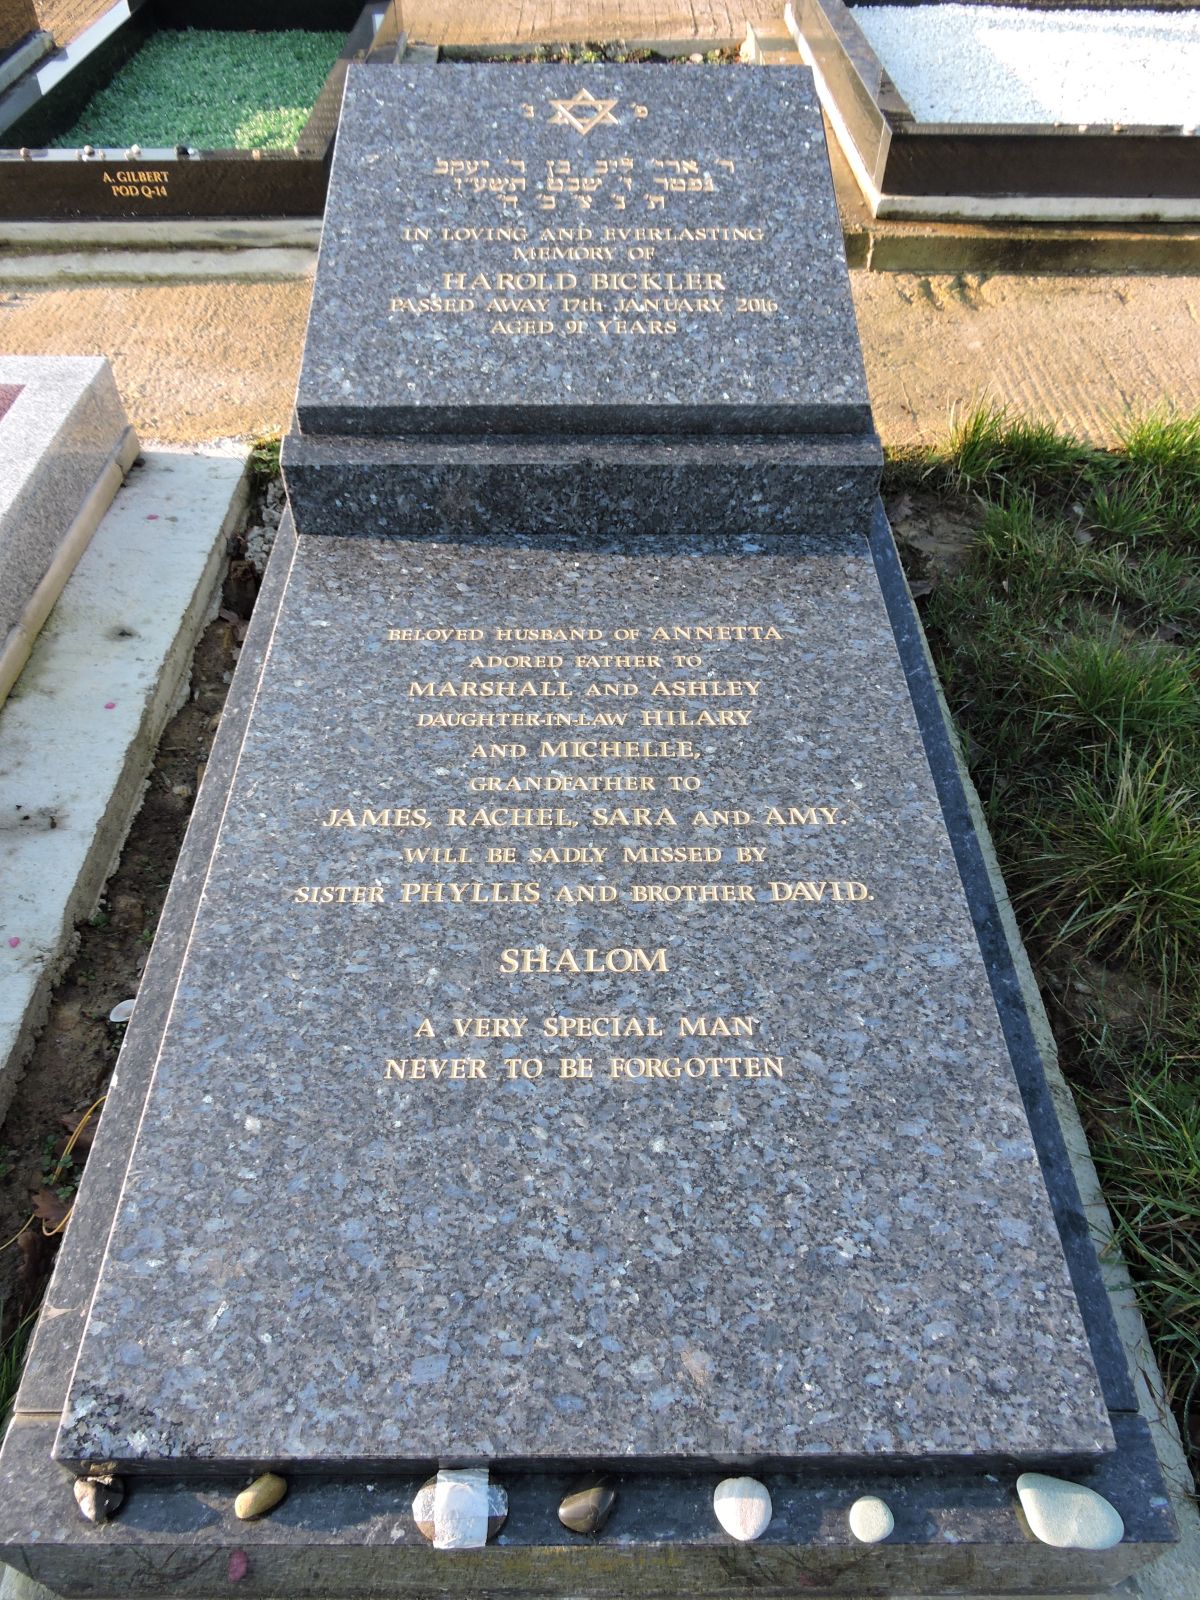 פ' נ'
ר' ארי' ליב בן ר' יעקב
נפטר ז' שבט תשע"ו
ת' נ' צ' ב' ה'
IN LOVING AND EVERLASTING
MEMORY OF
HAROLD BICKLER
PASSED AWAY 17th JANUARY 2016
AGED 91 YEARS
BELOVED HUSBAND OF ANNETTA
ADORED FATHER TO
MARSHALL AND ASHLEY
DAUGHTER-IN-LAW HILARY
AND MICHELLE,
GRANDFATHER TO
JAMES, RACHEL, SARA AND AMY.
WILL BE SADLY MISSED BY
SISTER PHYLLIS AND BROTHER DAVID.
SHALOM
A VERY SPECIAL MAN
NEVER TO BE FORGOTTEN
A. GILBERT
POD Q-14